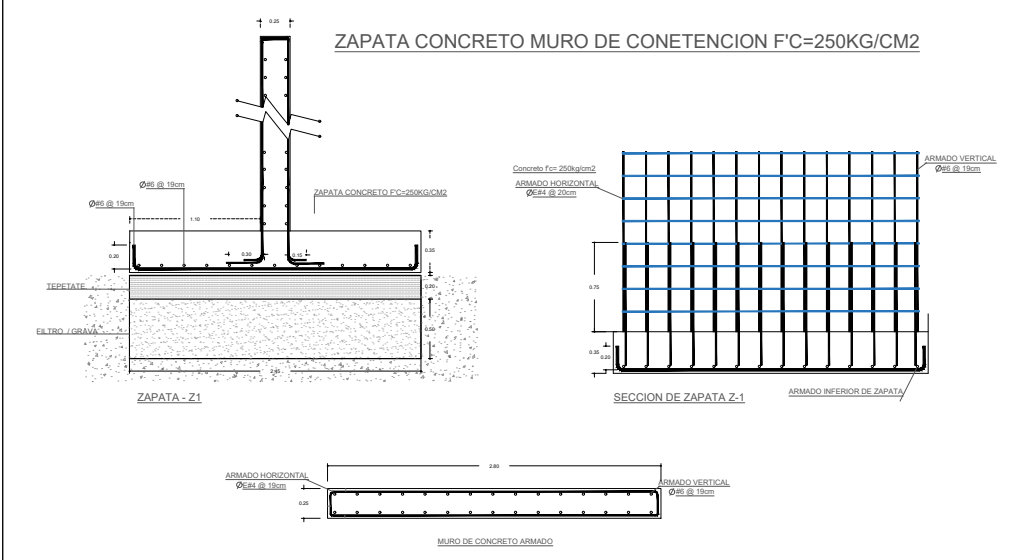 ZAPATA CONCRETO MURO DE CONETENCION F'C=250KG/CM2
0.25
Ø#6 @ 19cm
Ø#6 @ 19cm
ZAPATA CONCRETO F'C=250KG/CM2
1.10
0.20
0.30
0.15
0.35
0.20
0.50
TEPETATE
FILTRO / GRAVA
2.45
ZAPATA - Z1
Concreto f'c= 250kg/cm2
ARMADO HORIZONTAL
ØE#4 @ 20cm
ARMADO VERTICAL
Ø#6 @ 19cm
0.75
0.35
0.20
SECCION DE ZAPATA Z-1
ARMADO INFERIOR DE ZAPATA
2.80
ARMADO HORIZONTAL
ØE#4 @ 19cm
ARMADO VERTICAL
Ø#6 @ 19cm
0.25
MURO DE CONCRETO ARMADO